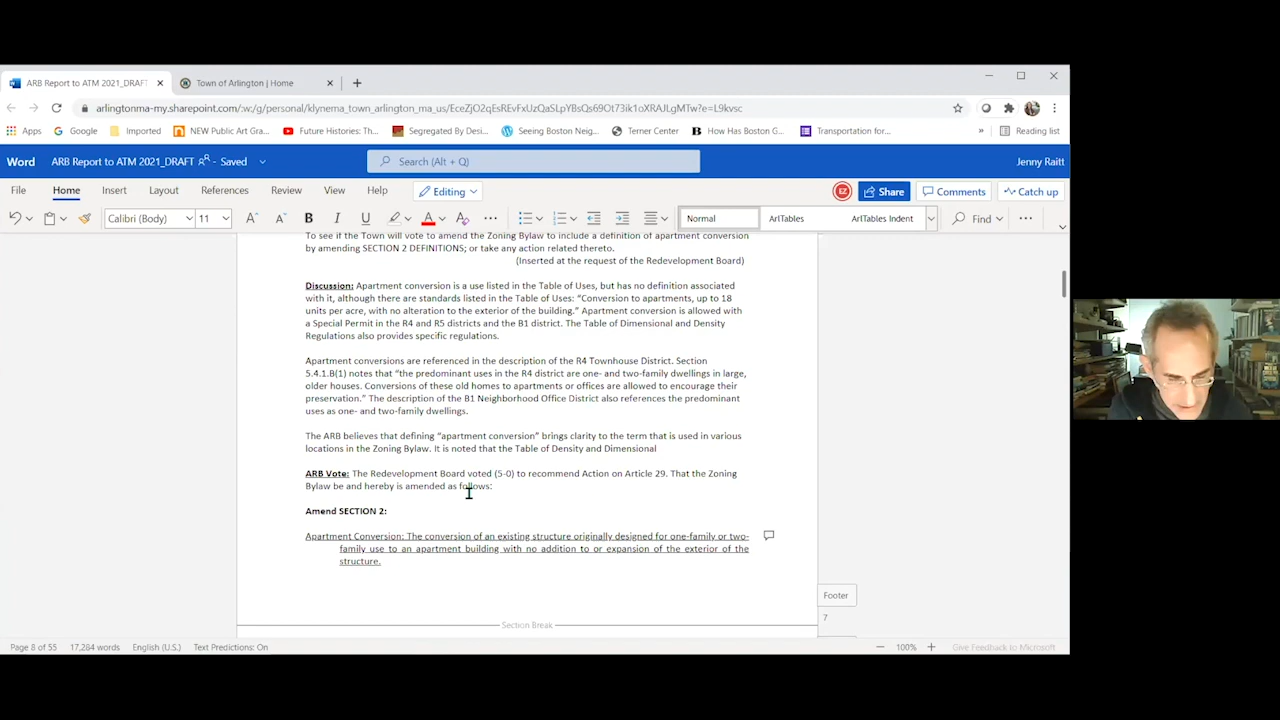 ARB Report to ATM 2021_DRAFT
Town of Arlington | Home
arlingtonma-my.sharepoint.com/:w:/g/personal/klynema_town_arlington_ma_us/EceZjO2qEsREvFxUzQaSLpYBsQs69Ot73ik1oXRAJLgMTw?e=L9kvsc
Apps Google Imported NEW Public Art Gra... Future Histories: Th... Segregated By Desi... Seeing Boston Neig... Terner Center How Has Boston G... Transportation for... » Reading list
Word ARB Report to ATM 2021_DRAFT - Saved Search (Alt + Q) Jenny Raitt
File Home Insert Layout References Review View Help Editing EZ Share Comments Catch up
Calibri (Body) 11 A A B I U A A ... Normal ArlTables ArlTables Indent Find ...
To see if the Town will vote to amend the Zoning Bylaw to include a definition of apartment conversion
by amending SECTION 2 DEFINITIONS; or take any action related thereto.
(Inserted at the request of the Redevelopment Board)
Discussion: Apartment conversion is a use listed in the Table of Uses, but has no definition associated
with it, although there are standards listed in the Table of Uses: “Conversion to apartments, up to 18
units per acre, with no alteration to the exterior of the building.” Apartment conversion is allowed with
a Special Permit in the R4 and R5 districts and the B1 district. The Table of Dimensional and Density
Regulations also provides specific regulations.
Apartment conversions are referenced in the description of the R4 Townhouse District. Section
5.4.1.B(1) notes that “the predominant uses in the R4 district are one- and two-family dwellings in large,
older houses. Conversions of these old homes to apartments or offices are allowed to encourage their
preservation.” The description of the B1 Neighborhood Office District also references the predominant
uses as one- and two-family dwellings.
The ARB believes that defining “apartment conversion” brings clarity to the term that is used in various
locations in the Zoning Bylaw. It is noted that the Table of Density and Dimensional
ARB Vote: The Redevelopment Board voted (5-0) to recommend Action on Article 29. That the Zoning
Bylaw be and hereby is amended as follows:
Amend SECTION 2:
Apartment Conversion: The conversion of an existing structure originally designed for one-family or two-
family use to an apartment building with no addition to or expansion of the exterior of the
structure.
Footer
7
Section Break
Page 8 of 55 17,284 words English (U.S.) Text Predictions: On 100% Give Feedback to Microsoft